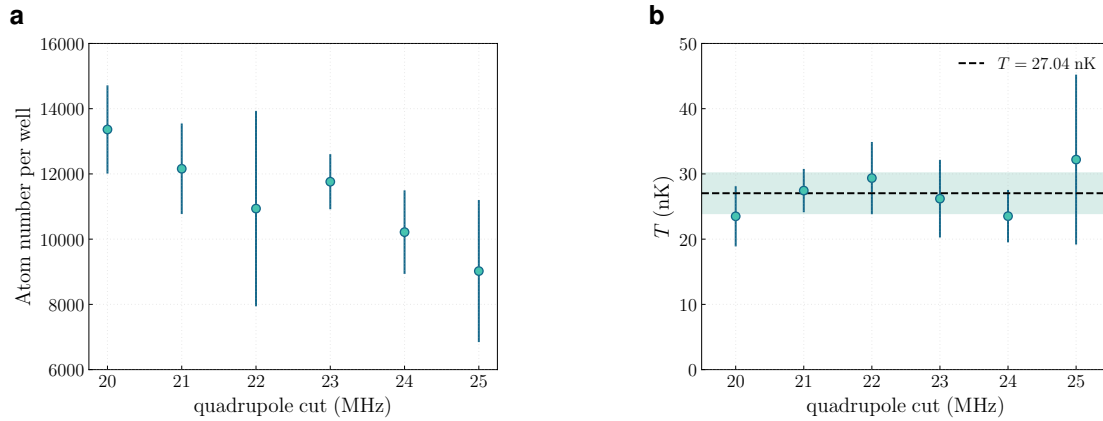 a
16000
14000
12000
10000
8000
6000
Atom number per well
20 21 22 23 24 25
quadrupole cut (MHz)
b
50
40
30
20
10
0
T (nK)
T = 27.04 nK
20 21 22 23 24 25
quadrupole cut (MHz)